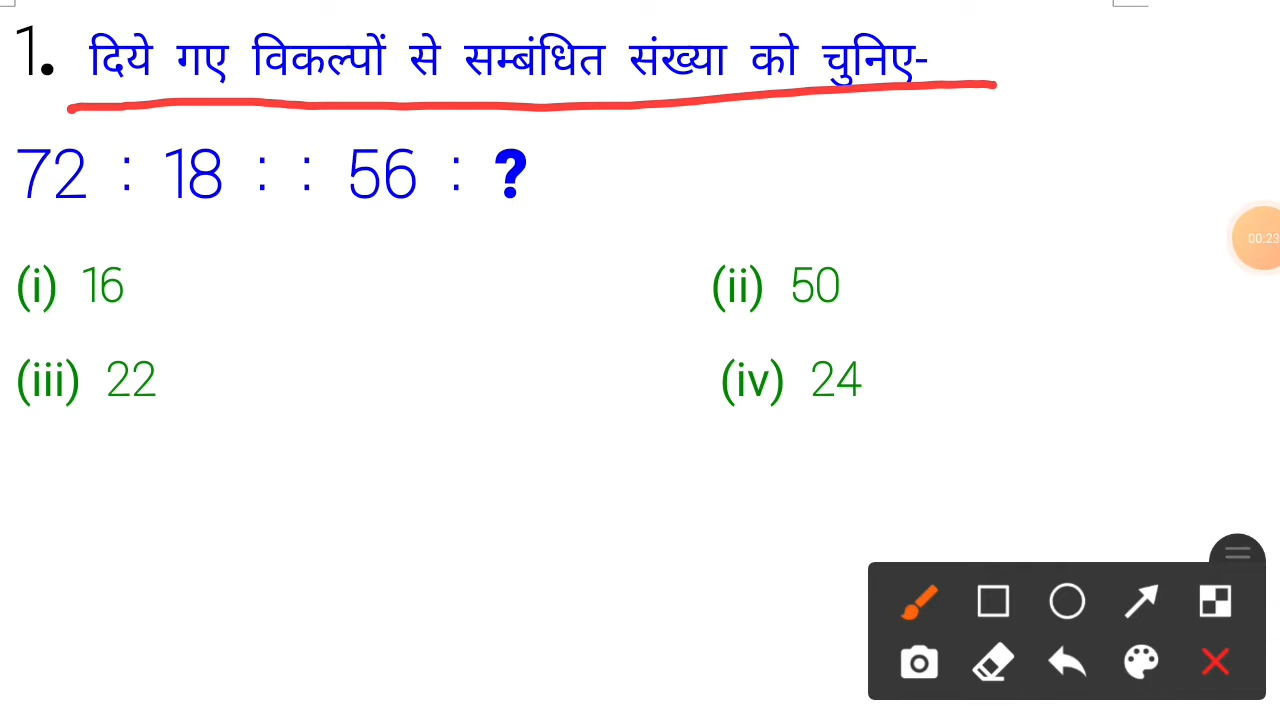 1. दिये गए विकल्पों से सम्बंधित संख्या को चुनिए-
72 : 18 : : 56 : ?
(i) 16 (ii) 50
(iii) 22 (iv) 24
00:23